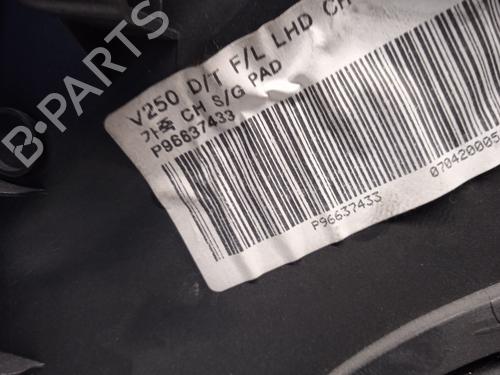 V250 D/T F/L LHD CH
가죽 CH S/G PAD
P96637433
P96637433
070420005
B-PARTS